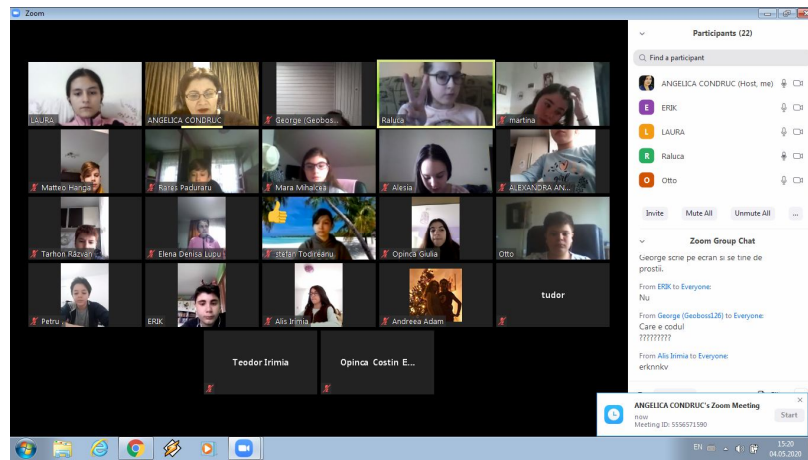 Zoom
Participants (22)
Find a participant
LAURA
ANGELICA CONDRUC
George (Geobos...
Raluca
martina
ANGELICA CONDRUC (Host, me)
E ERIK
L LAURA
R Raluca
O Otto
Matteo Hanga
Rares Paduraru
Mara Mihalcea
Alesia
ALEXANDRA AN...
Invite
Mute All
Unmute All
...
Tarhon Răzvan
Elena Denisa Lupu
stefan Todireanu
Opinca Giulia
Otto
Zoom Group Chat
George scrie pe ecran si se tine de
prostii.
From ERIK to Everyone:
Nu
From George (Geoboss126) to Everyone:
Care e codul
?????????
From Alis Irimia to Everyone:
erknnkv
Petru
ERIK
Alis Irimia
Andreea Adam
tudor
Teodor Irimia
Opinca Costin E...
ANGELICA CONDRUC's Zoom Meeting
now
Meeting ID: 5556571590
Start
EN
15:20
04.05.2020